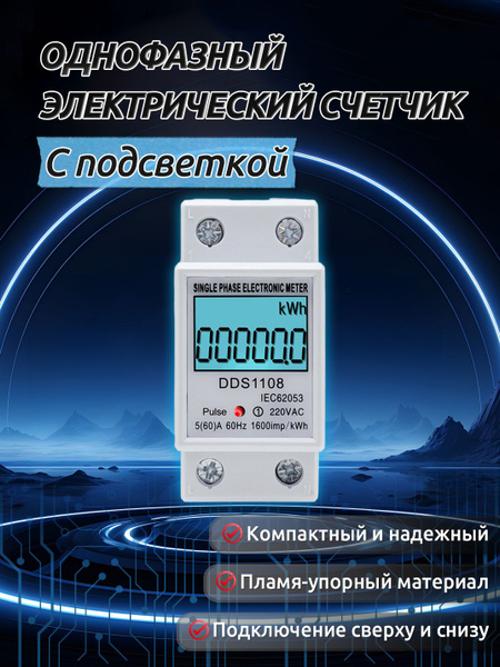 ОДНОФАЗНЫЙ
ЭЛЕКТРИЧЕСКИЙ СЧЕТЧИК
С подсветкой
L N
SINGLE PHASE ELECTRONIC METER
kWh
00000.0
DDS1108
IEC62053
Pulse 1 220VAC
5(60)A 60Hz 1600imp/kWh
Компактный и надежный
Пламя-упорный материал
Подключение сверху и снизу